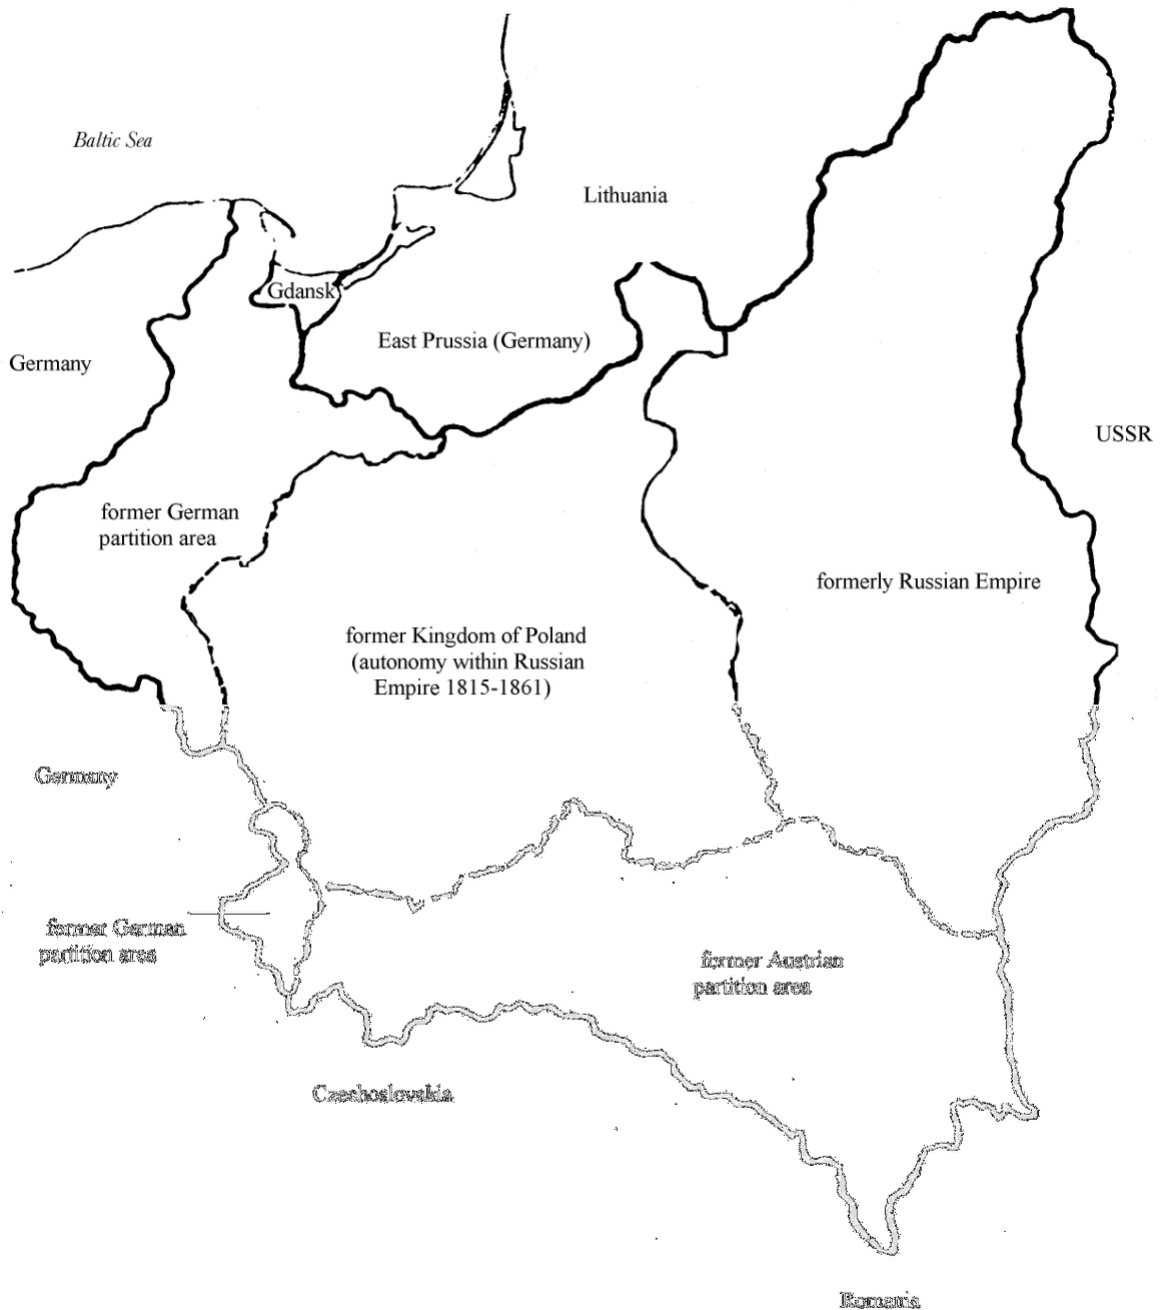 Baltic Sea
Lithuania
Gdansk
East Prussia (Germany)
Germany
USSR
former German
partition area
formerly Russian Empire
former Kingdom of Poland
(autonomy within Russian
Empire 1815-1861)
Germany
former German
partition area
former Austrian
partition area
Czechoslovakia
Romania